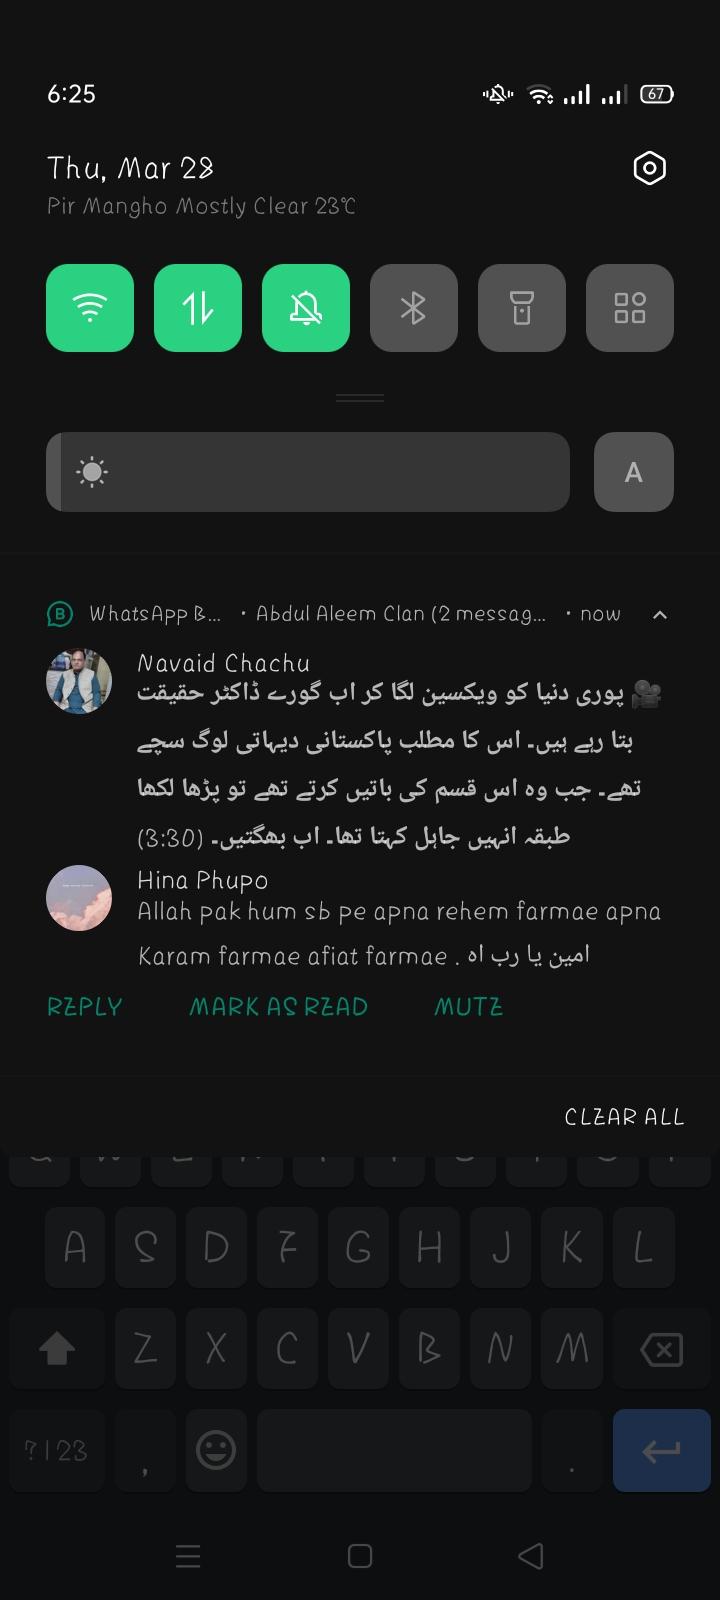 6:25
67
Thu, Mar 28
Pir Mangho Mostly Clear 23°C
A
WhatsApp B... • Abdul Aleem Clan (2 messag... • now
Navaid Chachu
🎥 پوری دنیا کو ویکسین لگا کر اب گورے ڈاکٹر حقیقت
بتا رہے ہیں۔ اس کا مطلب پاکستانی دیہاتی لوگ سچے
تھے۔ جب وہ اس قسم کی باتیں کرتے تھے تو پڑھا لکھا
طبقہ انہیں جاہل کہتا تھا۔ اب بھگتیں۔ (3:30)
Hina Phupo
Allah pak hum sb pe apna rehem farmae apna
Karam farmae afiat farmae . امین یا رب اہ
REPLY MARK AS READ MUTE
CLEAR ALL
A S D F G H J K L
Z X C V B N M
?123 , .